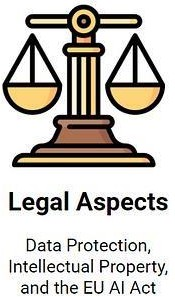 Legal Aspects
Data Protection,
Intellectual Property,
and the EU AI Act